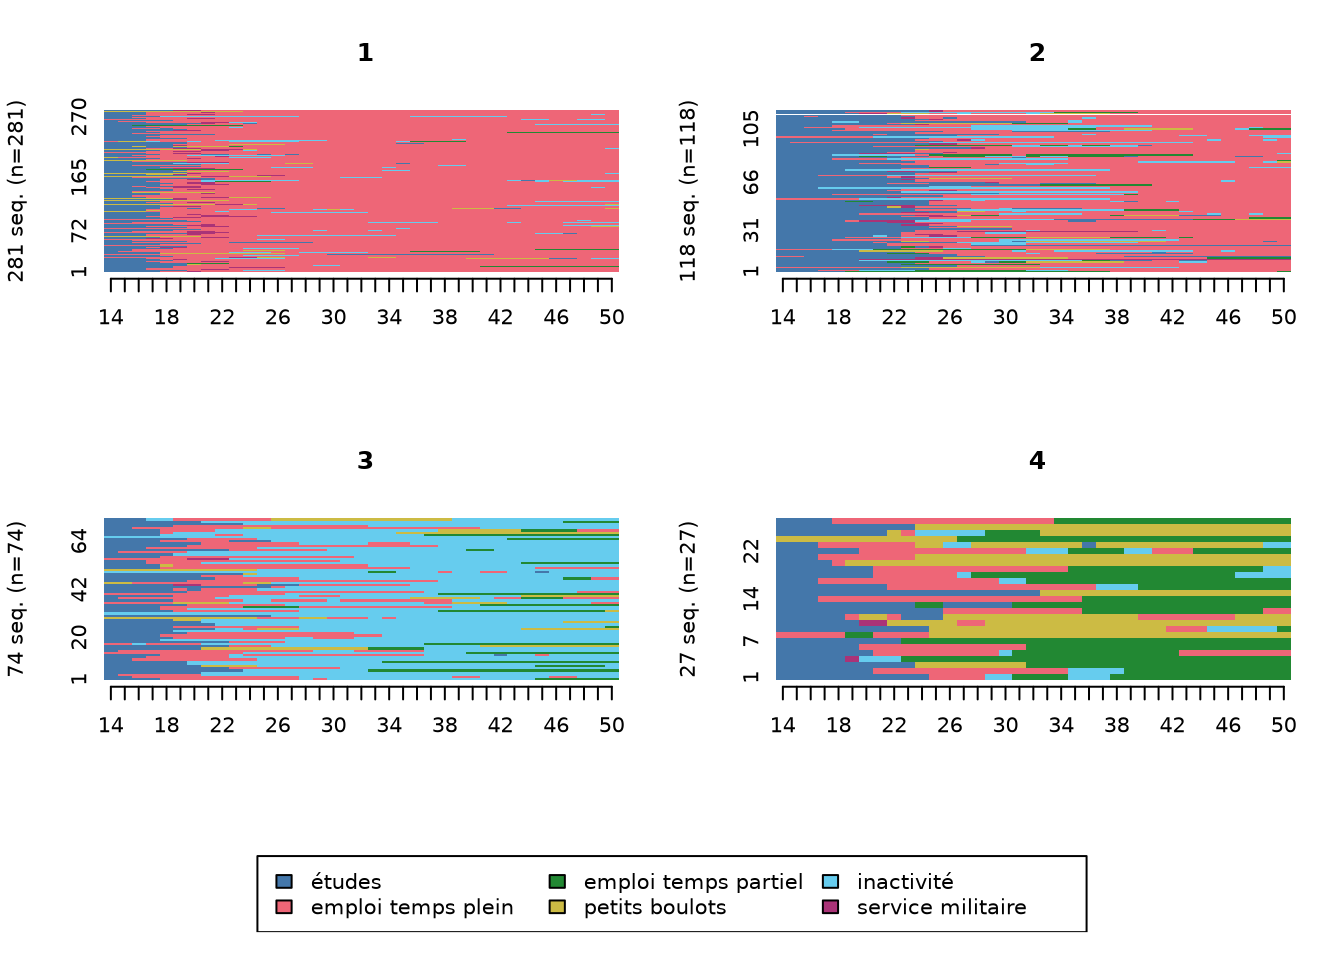 1
281 seq. (n=281)
270
165
72
1
14 18 22 26 30 34 38 42 46 50
2
118 seq. (n=118)
105
66
31
1
14 18 22 26 30 34 38 42 46 50
3
74 seq. (n=74)
64
42
20
1
14 18 22 26 30 34 38 42 46 50
4
27 seq. (n=27)
22
14
7
1
14 18 22 26 30 34 38 42 46 50
études
emploi temps plein
emploi temps partiel
petits boulots
inactivité
service militaire